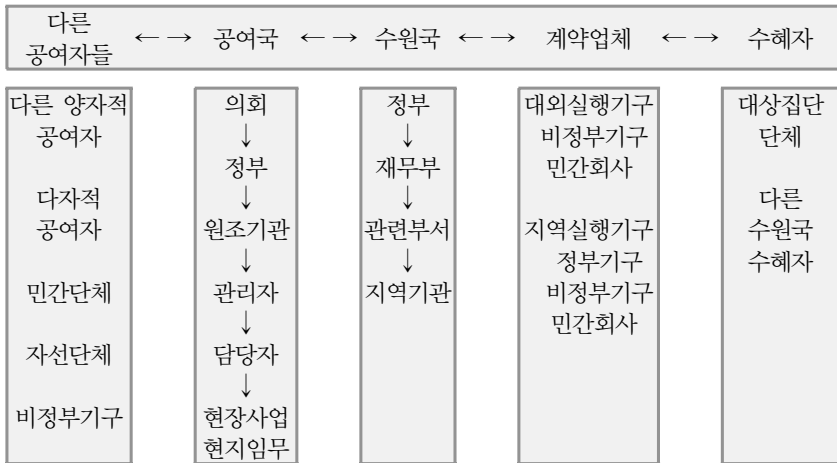 다른
공여자들 ←→ 공여국 ←→ 수원국 ←→ 계약업체 ←→ 수혜자
다른 양자적
공여자
다자적
공여자
민간단체
자선단체
비정부기구
의회
↓
정부
↓
원조기관
↓
관리자
↓
담당자
↓
현장사업
현지임무
정부
↓
재무부
↓
관련부서
↓
지역기관
대외실행기구
비정부기구
민간회사
지역실행기구
정부기구
비정부기구
민간회사
대상집단
단체
다른
수원국
수혜자